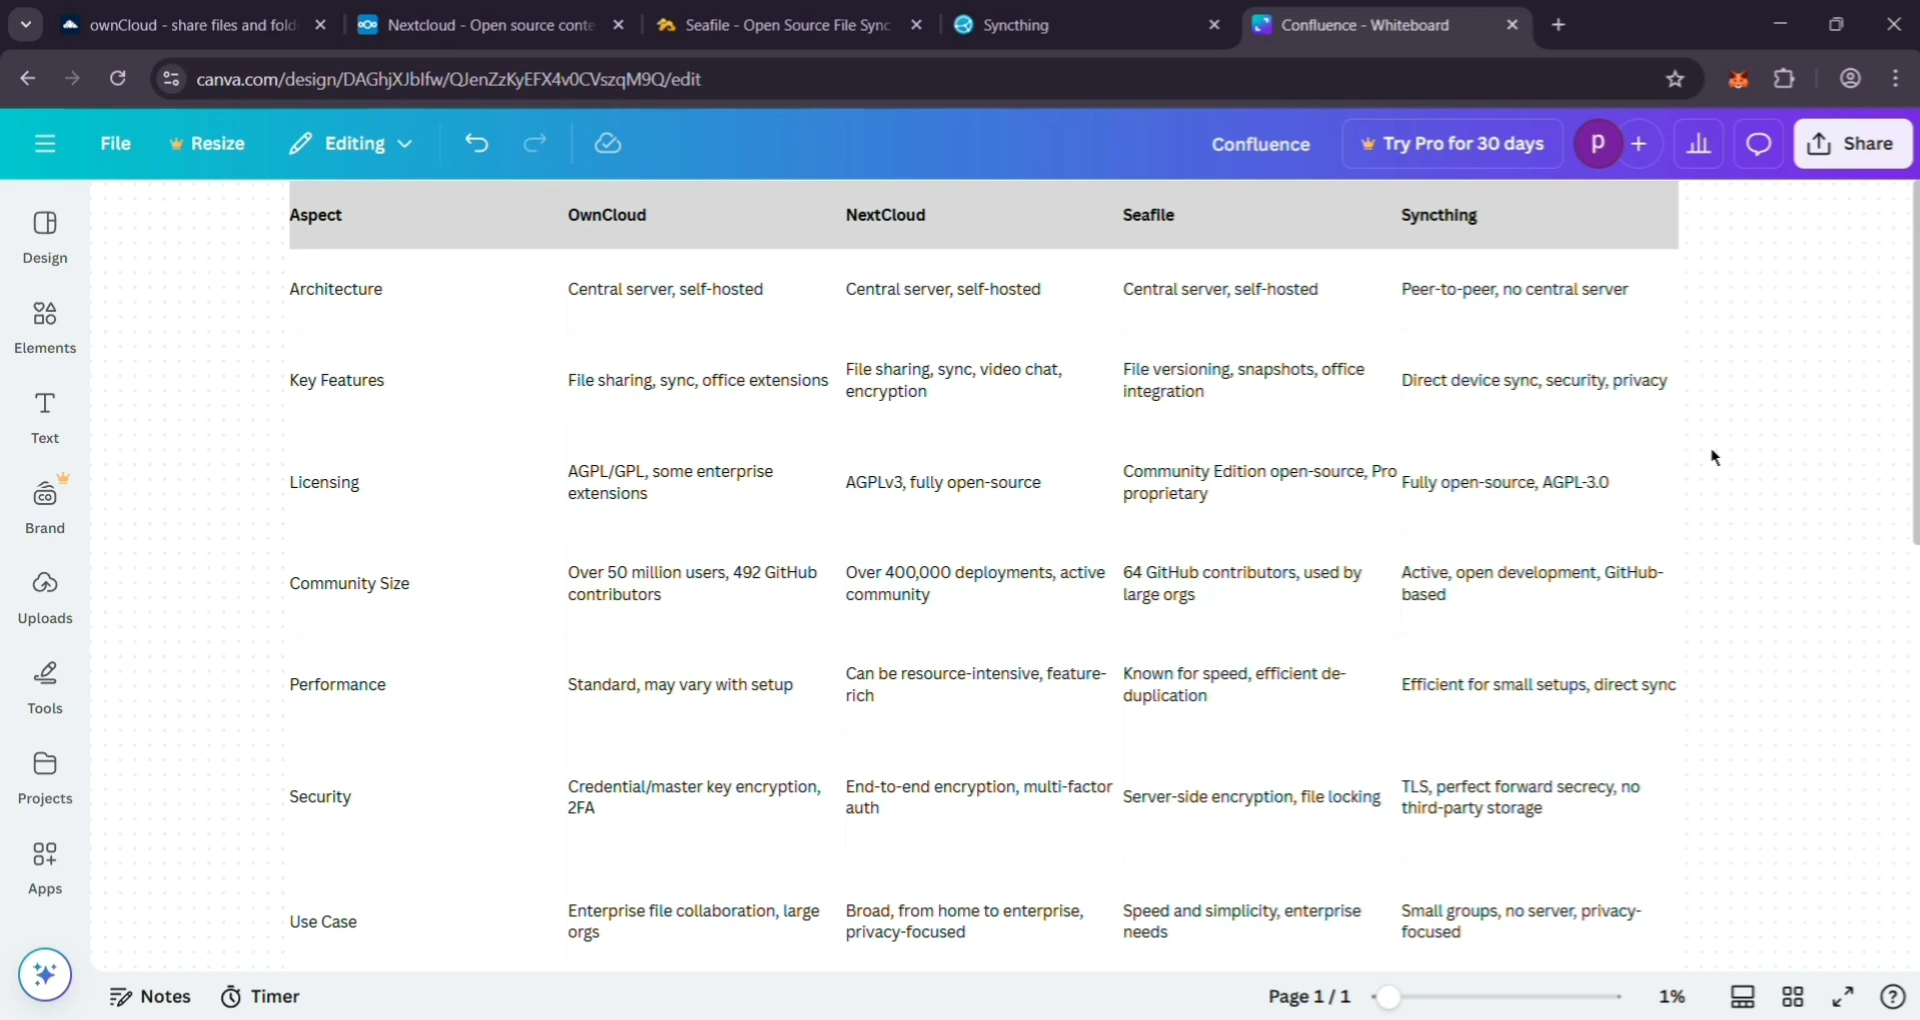 ownCloud - share files and fold
Nextcloud - Open source conte
Seafile - Open Source File Sync
Syncthing
Confluence - Whiteboard
canva.com/design/DAGhjXJbIfw/QJenZzKyEFX4v0CVszqM9Q/edit
File
Resize
Editing
Confluence
Try Pro for 30 days
P
Share
Design
Elements
Text
Brand
Uploads
Tools
Projects
Apps
Aspect OwnCloud NextCloud Seafile Syncthing
Architecture
Central server, self-hosted
Central server, self-hosted
Central server, self-hosted
Peer-to-peer, no central server
Key Features
File sharing, sync, office extensions
File sharing, sync, video chat,
encryption
File versioning, snapshots, office
integration
Direct device sync, security, privacy
Licensing
AGPL/GPL, some enterprise
extensions
AGPLv3, fully open-source
Community Edition open-source, Pro
proprietary
Fully open-source, AGPL-3.0
Community Size
Over 50 million users, 492 GitHub
contributors
Over 400,000 deployments, active
community
64 GitHub contributors, used by
large orgs
Active, open development, GitHub-
based
Performance
Standard, may vary with setup
Can be resource-intensive, feature-
rich
Known for speed, efficient de-
duplication
Efficient for small setups, direct sync
Security
Credential/master key encryption,
2FA
End-to-end encryption, multi-factor
auth
Server-side encryption, file locking
TLS, perfect forward secrecy, no
third-party storage
Use Case
Enterprise file collaboration, large
orgs
Broad, from home to enterprise,
privacy-focused
Speed and simplicity, enterprise
needs
Small groups, no server, privacy-
focused
Notes
Timer
Page 1 / 1
1%